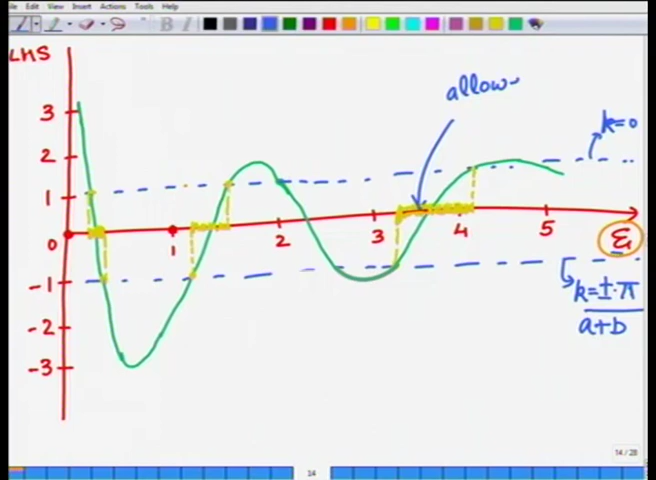 File Edit View Insert Actions Tools Help
B I
LHS
3
2
1
0
-1
-2
-3
1
2
3
4
5
ε
allow-
k=0
k=±π
a+b
14 / 28
14